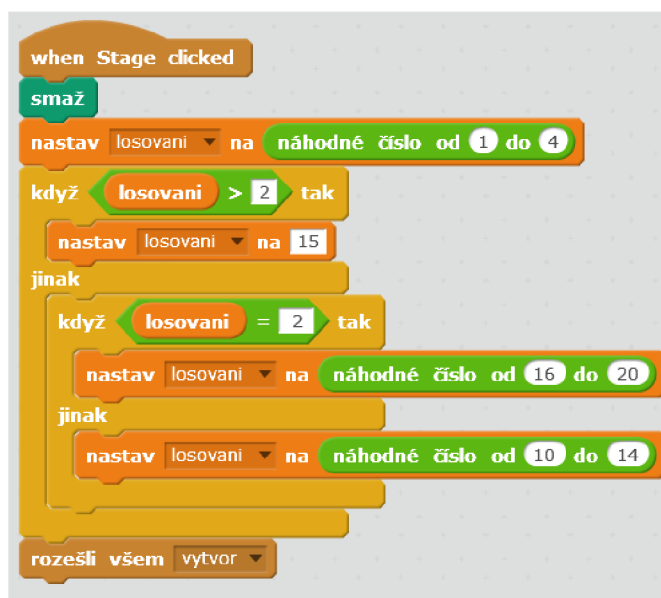 when Stage clicked
smaž
nastav losovani na náhodné číslo od 1 do 4
když losovani > 2 tak
nastav losovani na 15
jinak
když losovani = 2 tak
nastav losovani na náhodné číslo od 16 do 20
jinak
nastav losovani na náhodné číslo od 10 do 14
rozešli všem vytvor